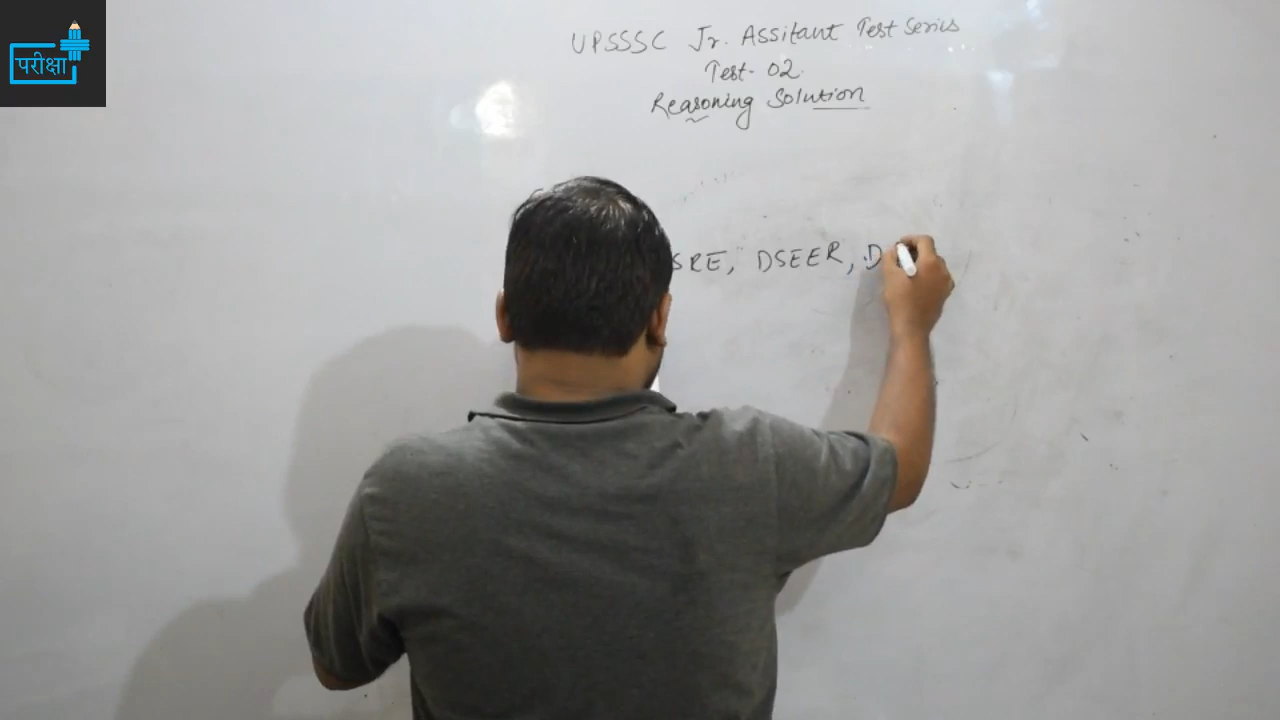 परीक्षा
UPSSSC Jr. Assitant Test Series
Test- 02.
Reasoning Solution
SRE, DSEER, D